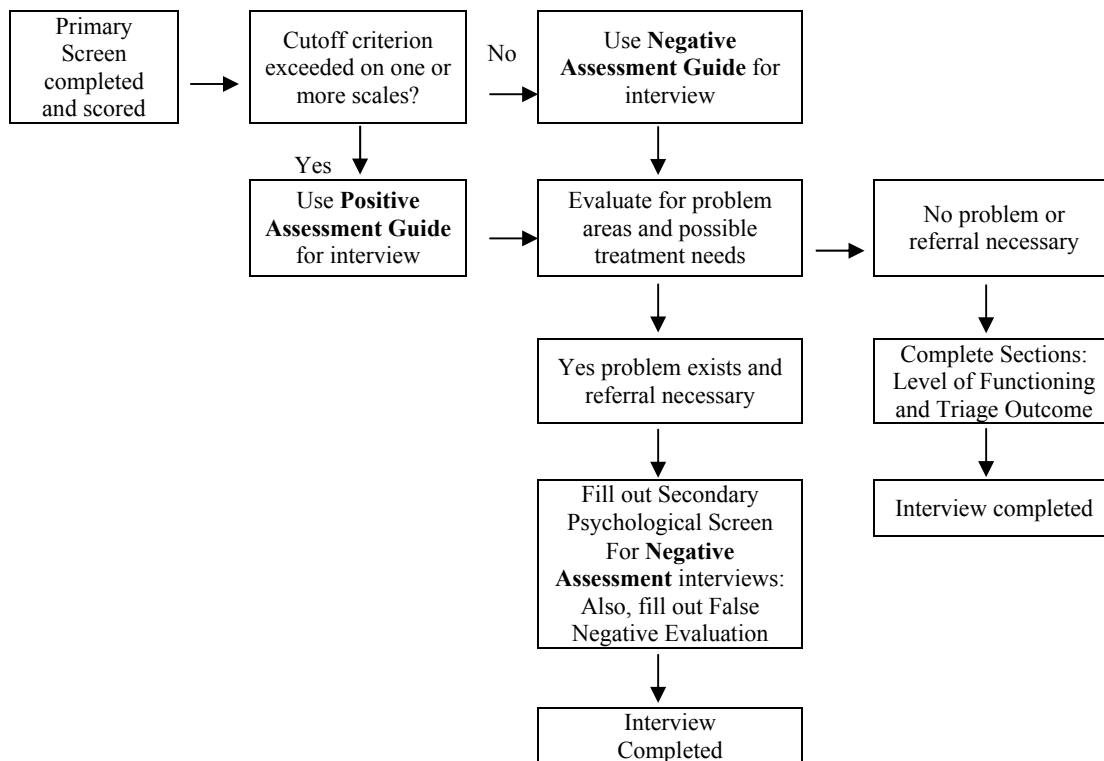 Primary
Screen
completed
and scored
Cutoff criterion
exceeded on one or
more scales?
No
Use Negative
Assessment Guide for
interview
Yes
Use Positive
Assessment Guide
for interview
Evaluate for problem
areas and possible
treatment needs
No problem or
referral necessary
Yes problem exists and
referral necessary
Complete Sections:
Level of Functioning
and Triage Outcome
Fill out Secondary
Psychological Screen
For Negative
Assessment interviews:
Also, fill out False
Negative Evaluation
Interview completed
Interview
Completed